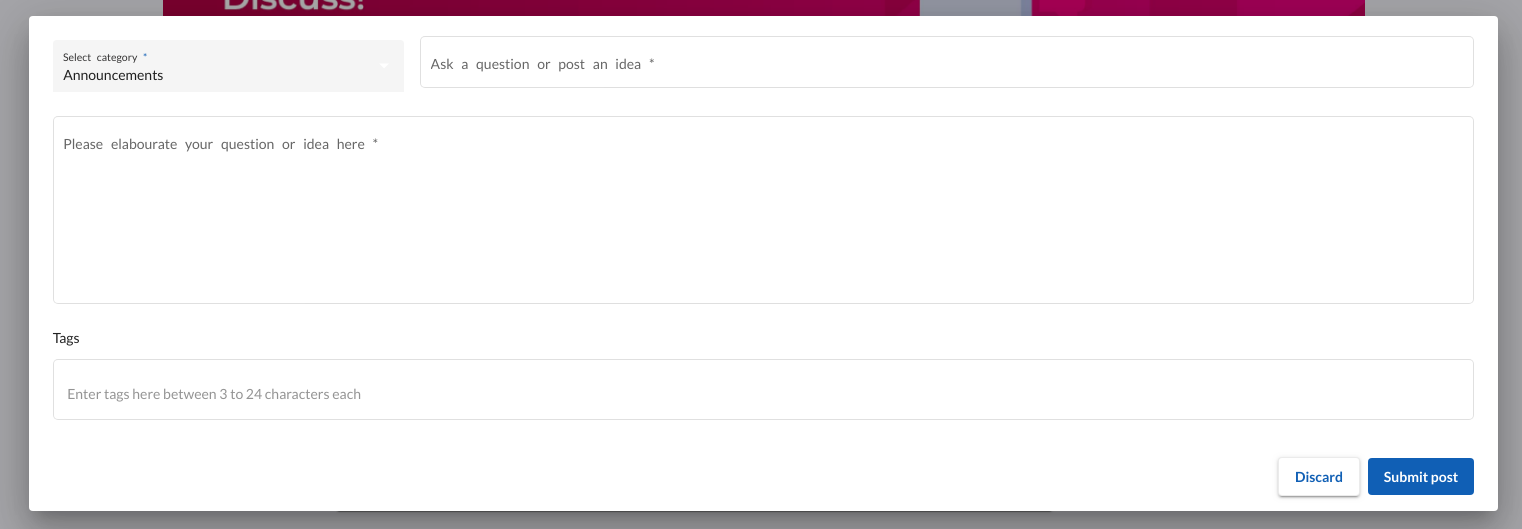 Discuss!
Select category *
Announcements
Ask a question or post an idea *
Please elabourate your question or idea here *
Tags
Enter tags here between 3 to 24 characters each
Discard
Submit post